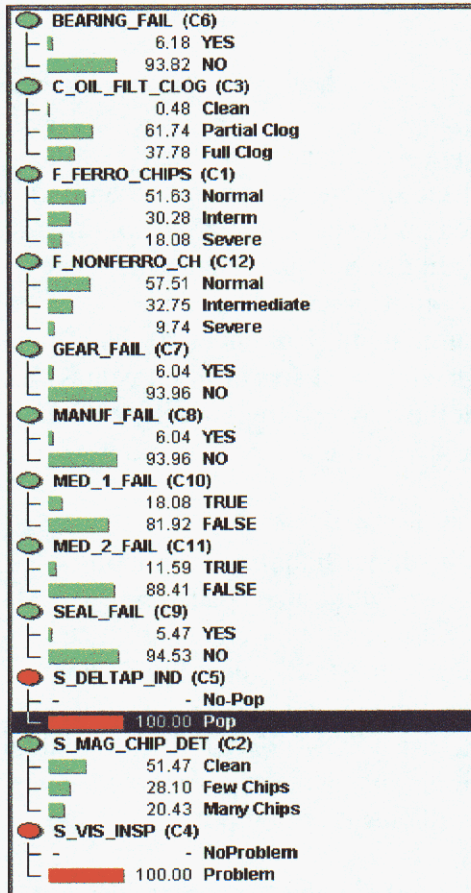 BEARING_FAIL (C6)
6.18 YES
93.82 NO
C_OIL_FILT_CLOG (C3)
0.48 Clean
61.74 Partial Clog
37.78 Full Clog
F_FERRO_CHIPS (C1)
51.63 Normal
30.28 Interm
18.08 Severe
F_NONFERRO_CH (C12)
57.51 Normal
32.75 Intermediate
9.74 Severe
GEAR_FAIL (C7)
6.04 YES
93.96 NO
MANUF_FAIL (C8)
6.04 YES
93.96 NO
MED_1_FAIL (C10)
18.08 TRUE
81.92 FALSE
MED_2_FAIL (C11)
11.59 TRUE
88.41 FALSE
SEAL_FAIL (C9)
5.47 YES
94.53 NO
S_DELTAP_IND (C5)
- - No-Pop
100.00 Pop
S_MAG_CHIP_DET (C2)
51.47 Clean
28.10 Few Chips
20.43 Many Chips
S_VIS_INSP (C4)
- - NoProblem
100.00 Problem